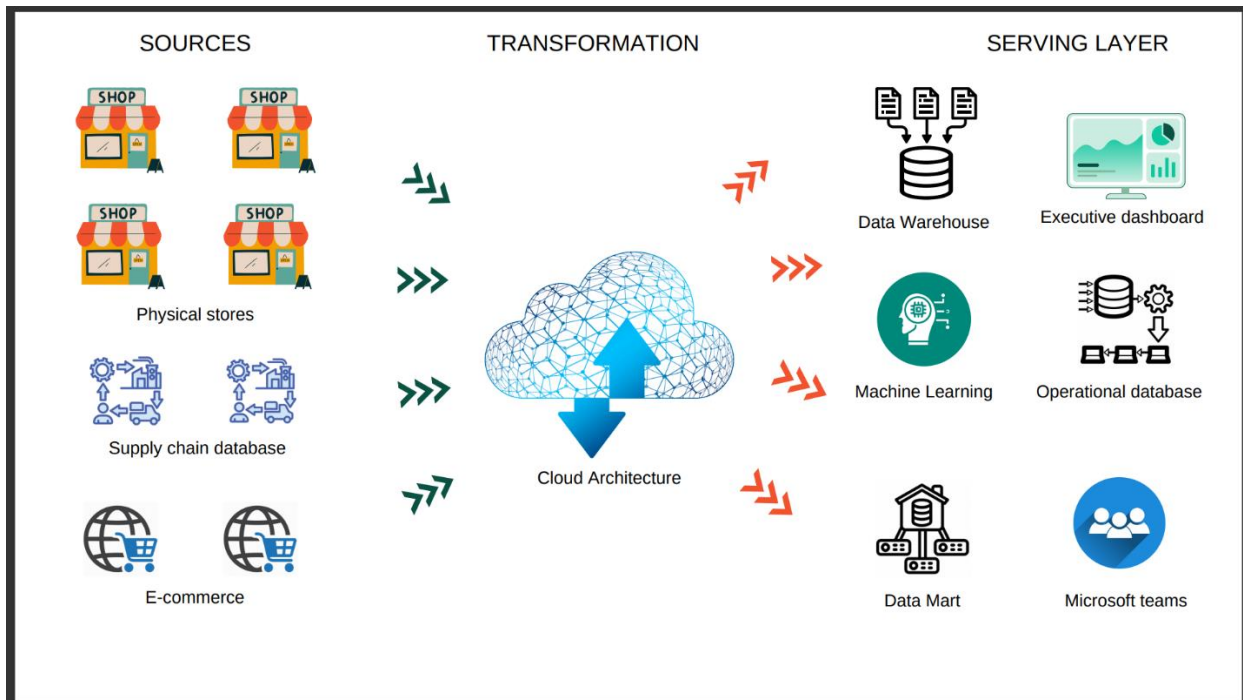 SOURCES
TRANSFORMATION
SERVING LAYER
SHOP
SHOP
SHOP
SHOP
Physical stores
Supply chain database
E-commerce
Cloud Architecture
Data Warehouse
Executive dashboard
Machine Learning
Operational database
Data Mart
Microsoft teams